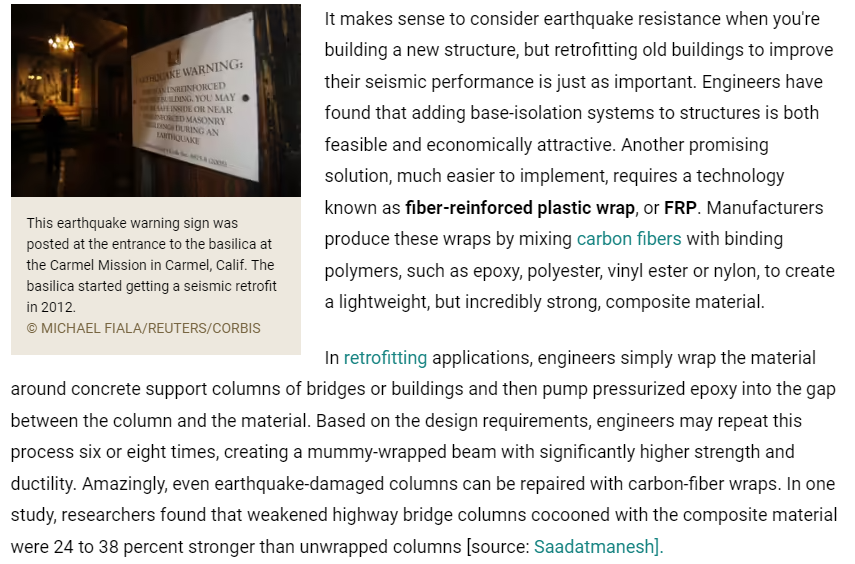 EARTHQUAKE WARNING:
AN UNREINFORCED
BUILDING. YOU MAY
SAFE INSIDE OR NEAR
MASONRY
BUILDINGS DURING AN
EARTHQUAKE
This earthquake warning sign was
posted at the entrance to the basilica at
the Carmel Mission in Carmel, Calif. The
basilica started getting a seismic retrofit
in 2012.
© MICHAEL FIALA/REUTERS/CORBIS
It makes sense to consider earthquake resistance when you're
building a new structure, but retrofitting old buildings to improve
their seismic performance is just as important. Engineers have
found that adding base-isolation systems to structures is both
feasible and economically attractive. Another promising
solution, much easier to implement, requires a technology
known as fiber-reinforced plastic wrap, or FRP. Manufacturers
produce these wraps by mixing carbon fibers with binding
polymers, such as epoxy, polyester, vinyl ester or nylon, to create
a lightweight, but incredibly strong, composite material.
In retrofitting applications, engineers simply wrap the material
around concrete support columns of bridges or buildings and then pump pressurized epoxy into the gap
between the column and the material. Based on the design requirements, engineers may repeat this
process six or eight times, creating a mummy-wrapped beam with significantly higher strength and
ductility. Amazingly, even earthquake-damaged columns can be repaired with carbon-fiber wraps. In one
study, researchers found that weakened highway bridge columns cocooned with the composite material
were 24 to 38 percent stronger than unwrapped columns [source: Saadatmanesh].